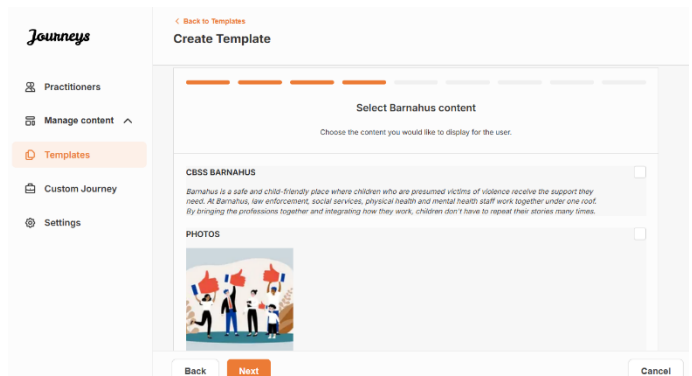 Journeys
Practitioners
Manage content
Templates
Custom Journey
Settings
< Back to Templates
Create Template
Select Barnahus content
Choose the content you would like to display for the user.
CBSS BARNAHUS
Barnahus is a safe and child-friendly place where children who are presumed victims of violence receive the support they
need. At Barnahus, law enforcement, social services, physical health and mental health staff work together under one roof.
By bringing the professions together and integrating how they work, children don't have to repeat their stories many times.
PHOTOS
Back
Next
Cancel